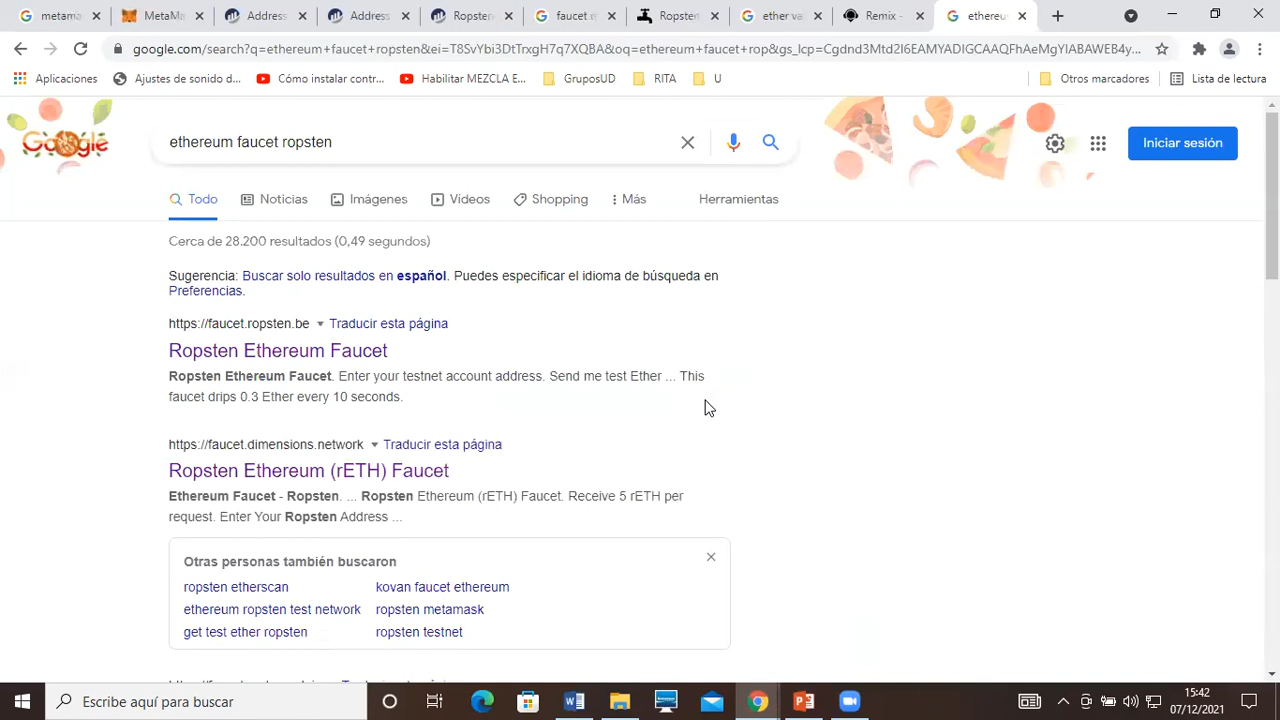 metama
MetaMa
Address
Address
Ropsten
faucet m
Ropsten
ether va
Remix -
ethereu
google.com/search?q=ethereum+faucet+ropsten&ei=T8SvYbi3DtTrxgH7q7XQBA&oq=ethereum+faucet+rop&gs_lcp=Cgdnd3Mtd2l6EAMYADIGCAAQFhAeMgYIABAWEB4y...
Aplicaciones
Ajustes de sonido d...
Cómo instalar contr...
Habilitar MEZCLA E...
GruposUD
RITA
U
Otros marcadores
Lista de lectura
Google
ethereum faucet ropsten
Iniciar sesión
Todo
Noticias
Imágenes
Vídeos
Shopping
Más
Herramientas
Cerca de 28.200 resultados (0,49 segundos)
Sugerencia: Buscar solo resultados en español. Puedes especificar el idioma de búsqueda en
Preferencias.
https://faucet.ropsten.be Traducir esta página
Ropsten Ethereum Faucet
Ropsten Ethereum Faucet. Enter your testnet account address. Send me test Ether ... This
faucet drips 0.3 Ether every 10 seconds.
https://faucet.dimensions.network Traducir esta página
Ropsten Ethereum (rETH) Faucet
Ethereum Faucet - Ropsten. ... Ropsten Ethereum (rETH) Faucet. Receive 5 rETH per
request. Enter Your Ropsten Address ...
Otras personas también buscaron
ropsten etherscan
kovan faucet ethereum
ethereum ropsten test network
ropsten metamask
get test ether ropsten
ropsten testnet
Escribe aquí para buscar
15:42
07/12/2021